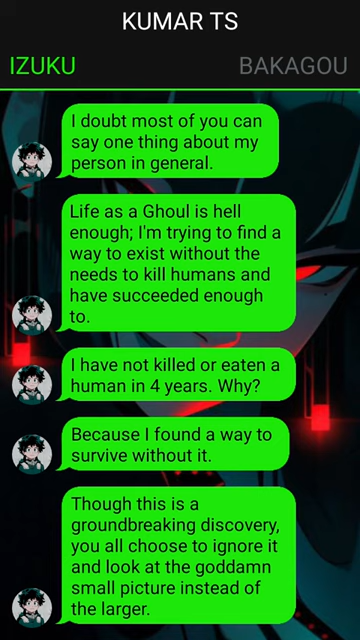 KUMAR TS
IZUKU
BAKAGOU
I doubt most of you can
say one thing about my
person in general.
Life as a Ghoul is hell
enough; I'm trying to find a
way to exist without the
needs to kill humans and
have succeeded enough
to.
I have not killed or eaten a
human in 4 years. Why?
Because I found a way to
survive without it.
Though this is a
groundbreaking discovery,
you all choose to ignore it
and look at the goddamn
small picture instead of
the larger.